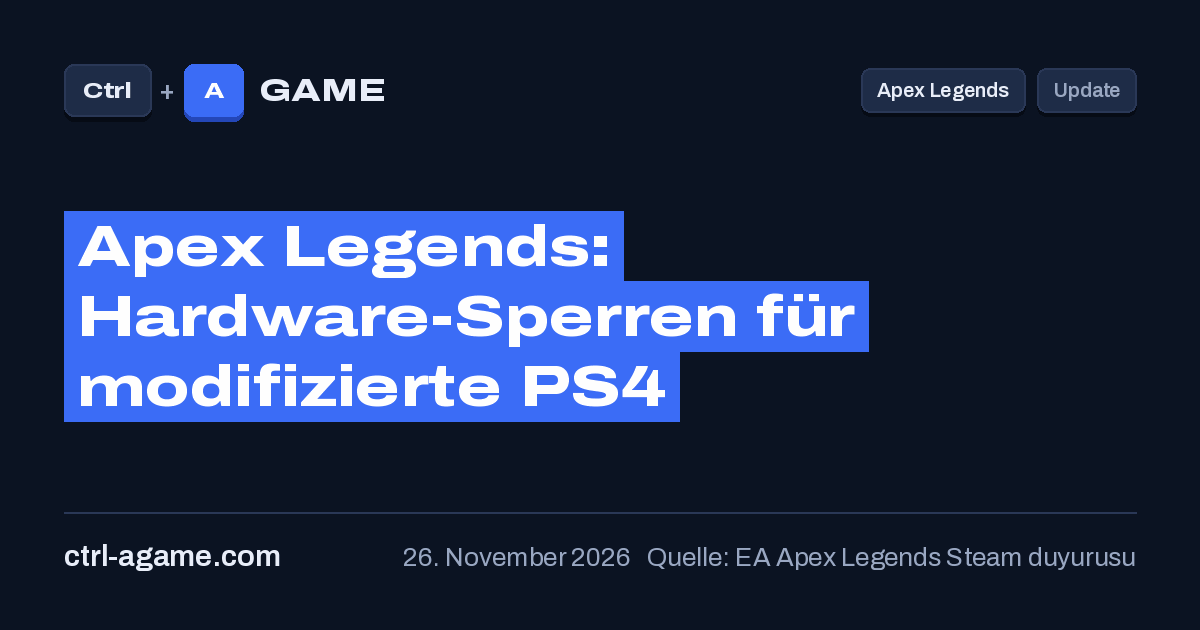 Ctrl + A GAME
Apex Legends
Update
Apex Legends:
Hardware-Sperren für
modifizierte PS4
ctrl-agame.com
26. November 2026 Quelle: EA Apex Legends Steam duyurusu